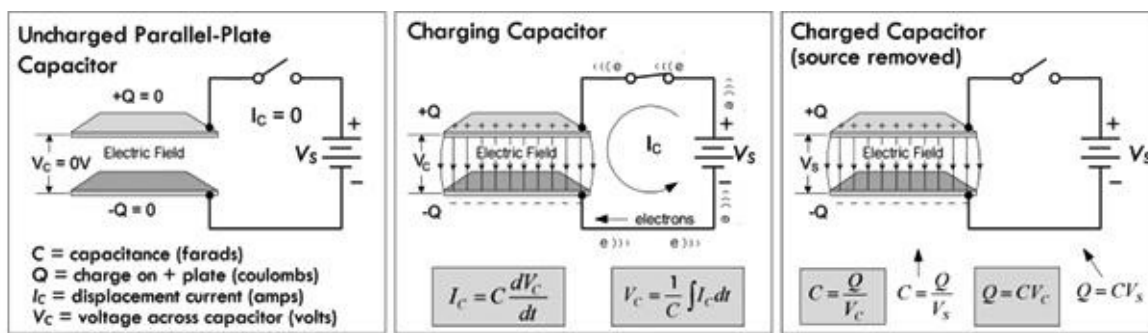 Uncharged Parallel-Plate
Capacitor
+Q = 0
I_C = 0
V_C = 0V
Electric Field
+
V_S
−
-Q = 0
C = capacitance (farads)
Q = charge on + plate (coulombs)
I_C = displacement current (amps)
V_C = voltage across capacitor (volts)
Charging Capacitor
(((e
(((e
(((
e
+Q
+ + + + + + + + + +
I_C
+
V_C
Electric Field
V_S
−
-Q
− − − − − − − − − −
electrons
(((
e
e)))
e)))
I_C = C dV_C/dt
V_C = 1/C ∫ I_C dt
Charged Capacitor
(source removed)
+Q
+ + + + + + + + + +
+
V_S
Electric Field
V_S
−
-Q
− − − − − − − − − −
C = Q/V_C
C = Q/V_S
Q = CV_C
Q = CV_S